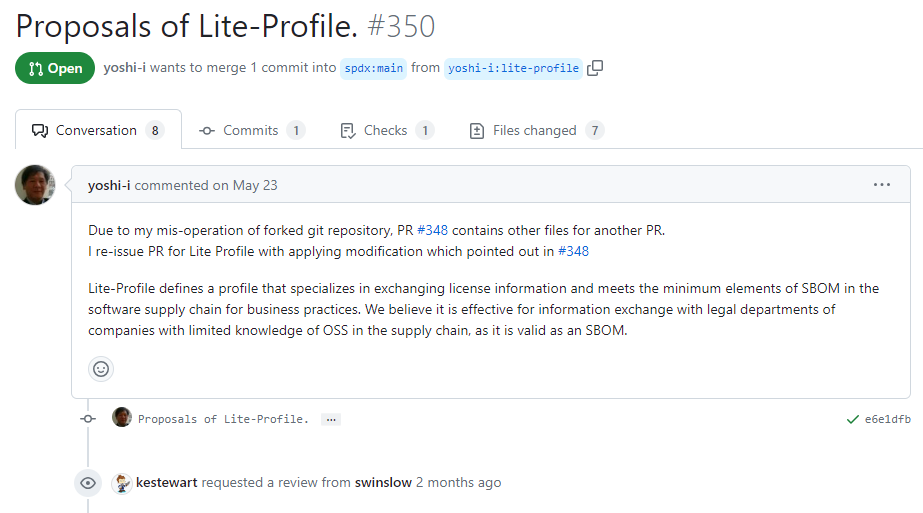 Proposals of Lite-Profile. #350
Open yoshi-i wants to merge 1 commit into spdx:main from yoshi-i:lite-profile
Conversation 8 Commits 1 Checks 1 Files changed 7
yoshi-i commented on May 23
Due to my mis-operation of forked git repository, PR #348 contains other files for another PR.
I re-issue PR for Lite Profile with applying modification which pointed out in #348
Lite-Profile defines a profile that specializes in exchanging license information and meets the minimum elements of SBOM in the
software supply chain for business practices. We believe it is effective for information exchange with legal departments of
companies with limited knowledge of OSS in the supply chain, as it is valid as an SBOM.
Proposals of Lite-Profile. ... e6e1dfb
kestewart requested a review from swinslow 2 months ago